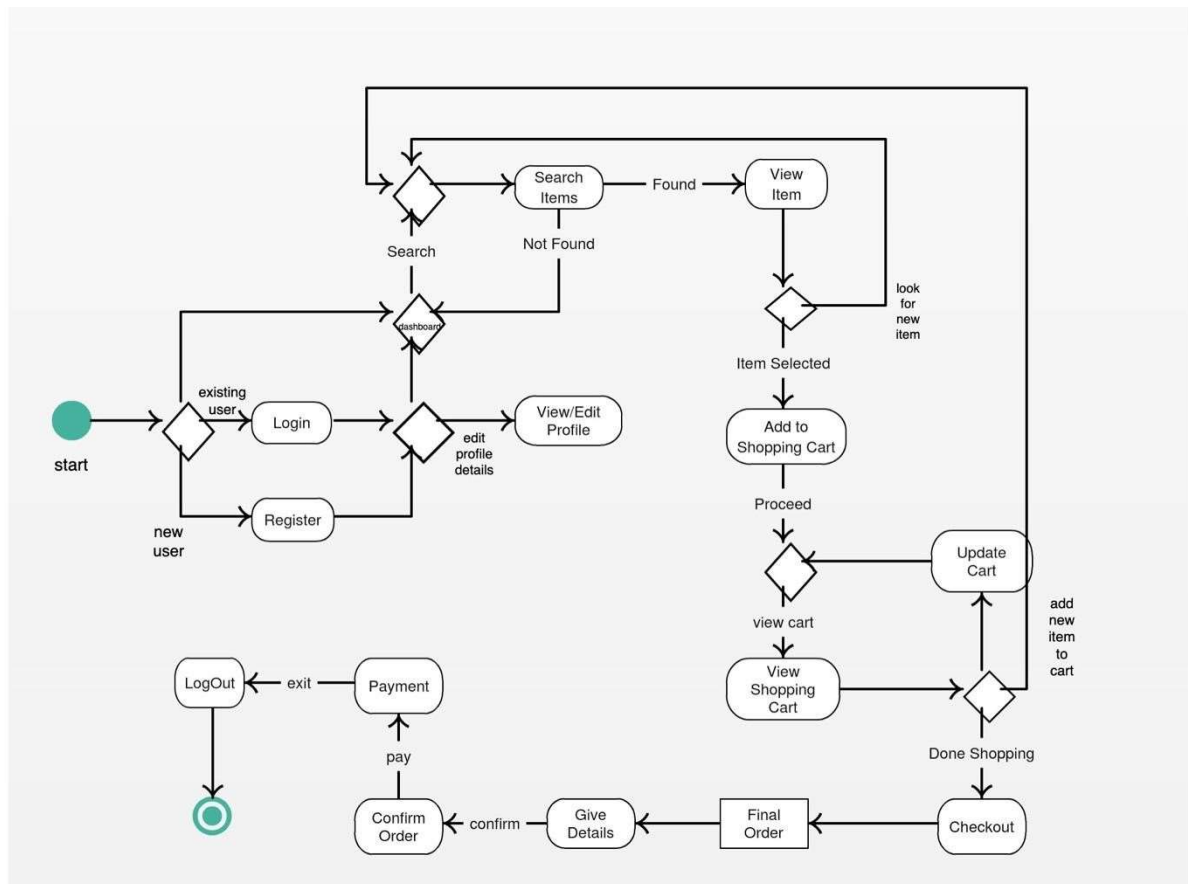 Search
Items
Found
View
Item
Search
Not Found
look
for
new
item
dashboard
Item Selected
existing
user
Login
View/Edit
Profile
edit
profile
details
Add to
Shopping Cart
start
Proceed
Register
new
user
Update
Cart
view cart
add
new
item
to
cart
LogOut
exit
Payment
View
Shopping
Cart
pay
Done Shopping
Confirm
Order
confirm
Give
Details
Final
Order
Checkout